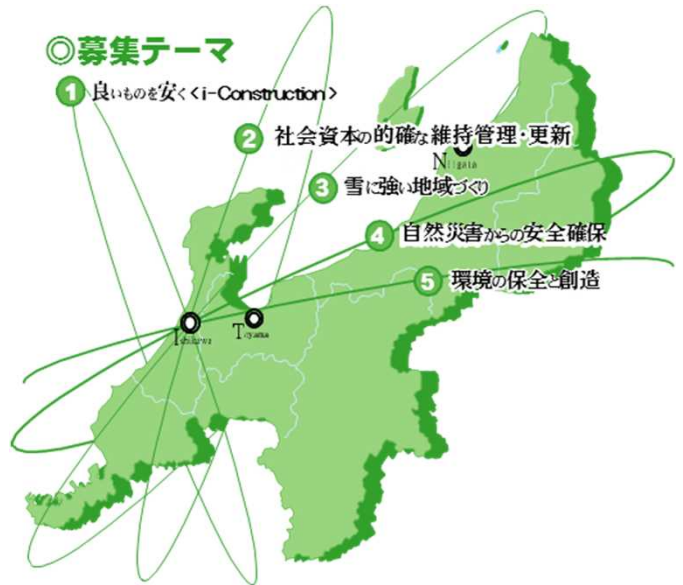 ◎募集テーマ
1 良いものを安く<i-Construction>
2 社会資本の的確な維持管理・更新
Niigata
3 雪に強い地域づくり
4 自然災害からの安全確保
5 環境の保全と創造
Ishikawa
Toyama